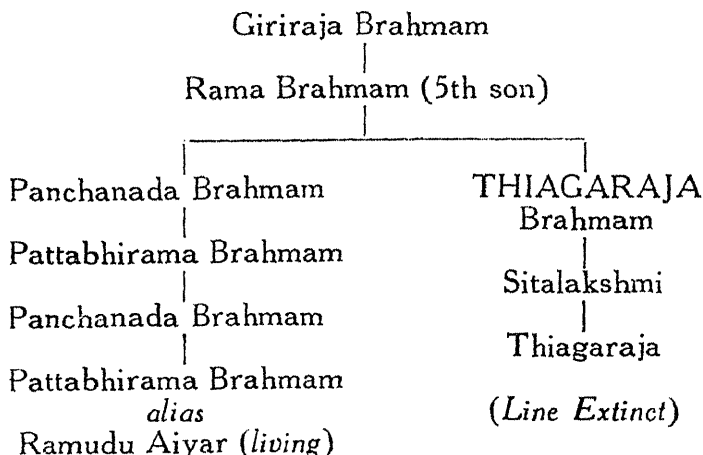 Giriraja Brahmam
Rama Brahmam (5th son)
Panchanada Brahmam
Pattabhirama Brahmam
Panchanada Brahmam
Pattabhirama Brahmam
alias
Ramudu Aiyar (living)
THIAGARAJA
Brahmam
Sitalakshmi
Thiagaraja
(Line Extinct)